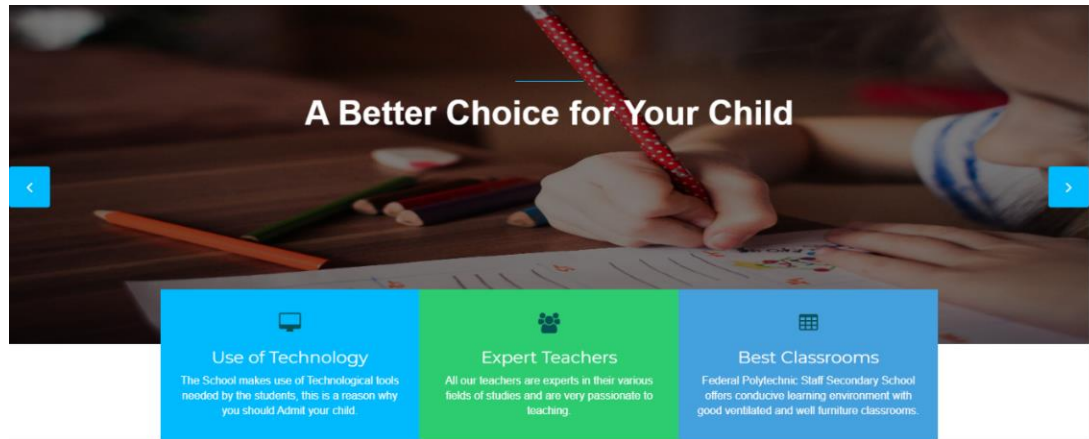 A Better Choice for Your Child
Use of Technology
The School makes use of Technological tools
needed by the students, this is a reason why
you should Admit your child.
Expert Teachers
All our teachers are experts in their various
fields of studies and are very passionate to
teaching.
Best Classrooms
Federal Polytechnic Staff Secondary School
offers conducive learning environment with
good ventilated and well furniture classrooms.